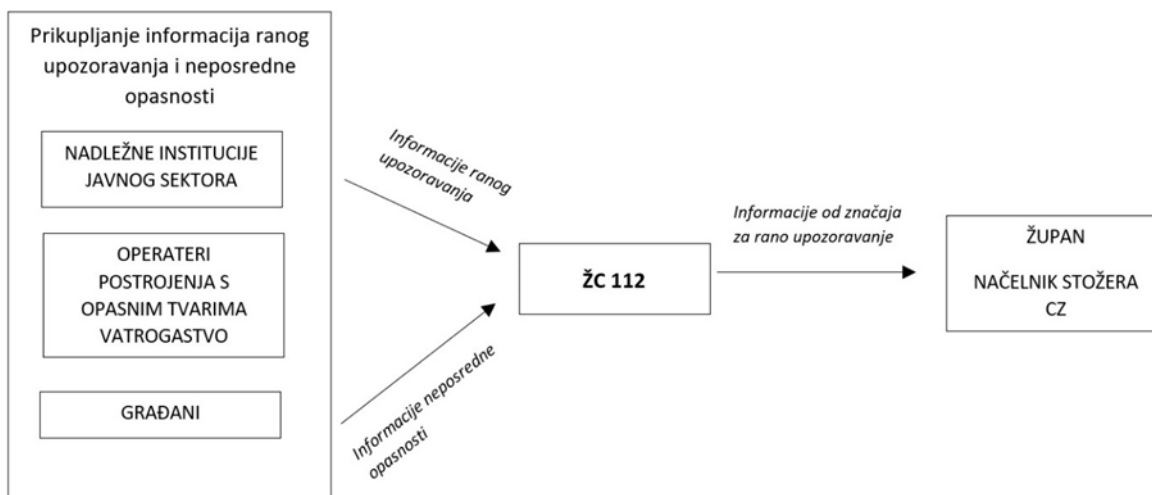 Prikupljanje informacija ranog
upozoravanja i neposredne
opasnosti
NADLEŽNE INSTITUCIJE
JAVNOG SEKTORA
OPERATERI
POSTROJENJA S
OPASNIM TVARIMA
VATROGASTVO
GRAĐANI
Informacije ranog
upozoravanja
Informacije neposredne
opasnosti
ŽC 112
Informacije od značaja
za rano upozoravanje
ŽUPAN
NAČELNIK STOŽERA
CZ